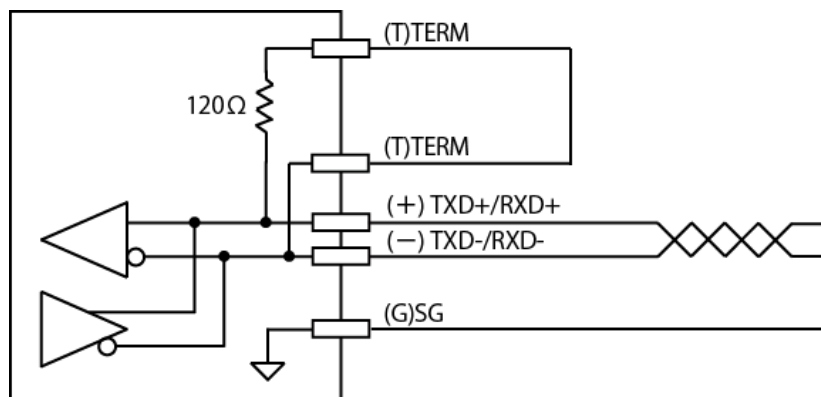 (T)TERM
120Ω
(T)TERM
(+) TXD+/RXD+
(−) TXD-/RXD-
(G)SG